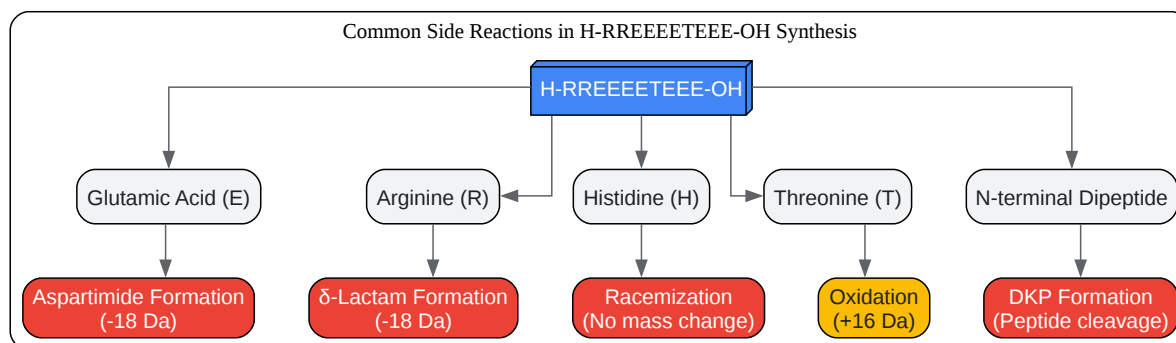 Common Side Reactions in H-RREEEETEEE-OH Synthesis
H-RREEEETEEE-OH
Glutamic Acid (E)
Arginine (R)
Histidine (H)
Threonine (T)
N-terminal Dipeptide
Aspartimide Formation
(-18 Da)
δ-Lactam Formation
(-18 Da)
Racemization
(No mass change)
Oxidation
(+16 Da)
DKP Formation
(Peptide cleavage)